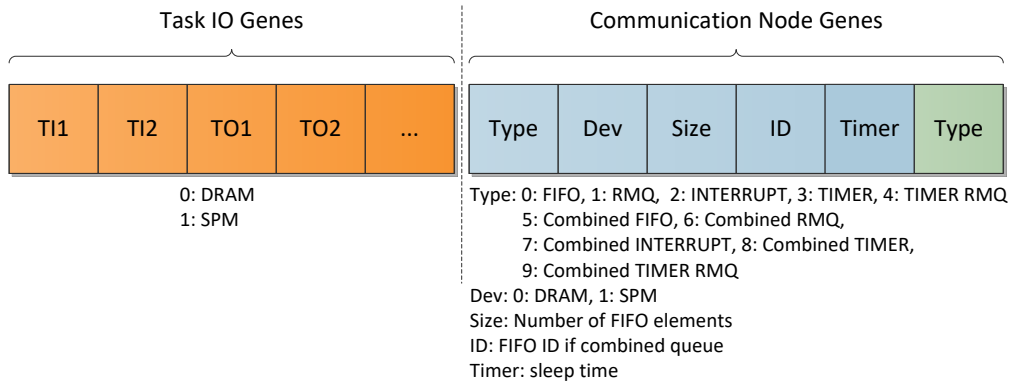 Task IO Genes
Communication Node Genes
TI1 TI2 TO1 TO2 ... Type Dev Size ID Timer Type
0: DRAM
1: SPM
Type: 0: FIFO, 1: RMQ, 2: INTERRUPT, 3: TIMER, 4: TIMER RMQ
5: Combined FIFO, 6: Combined RMQ,
7: Combined INTERRUPT, 8: Combined TIMER,
9: Combined TIMER RMQ
Dev: 0: DRAM, 1: SPM
Size: Number of FIFO elements
ID: FIFO ID if combined queue
Timer: sleep time